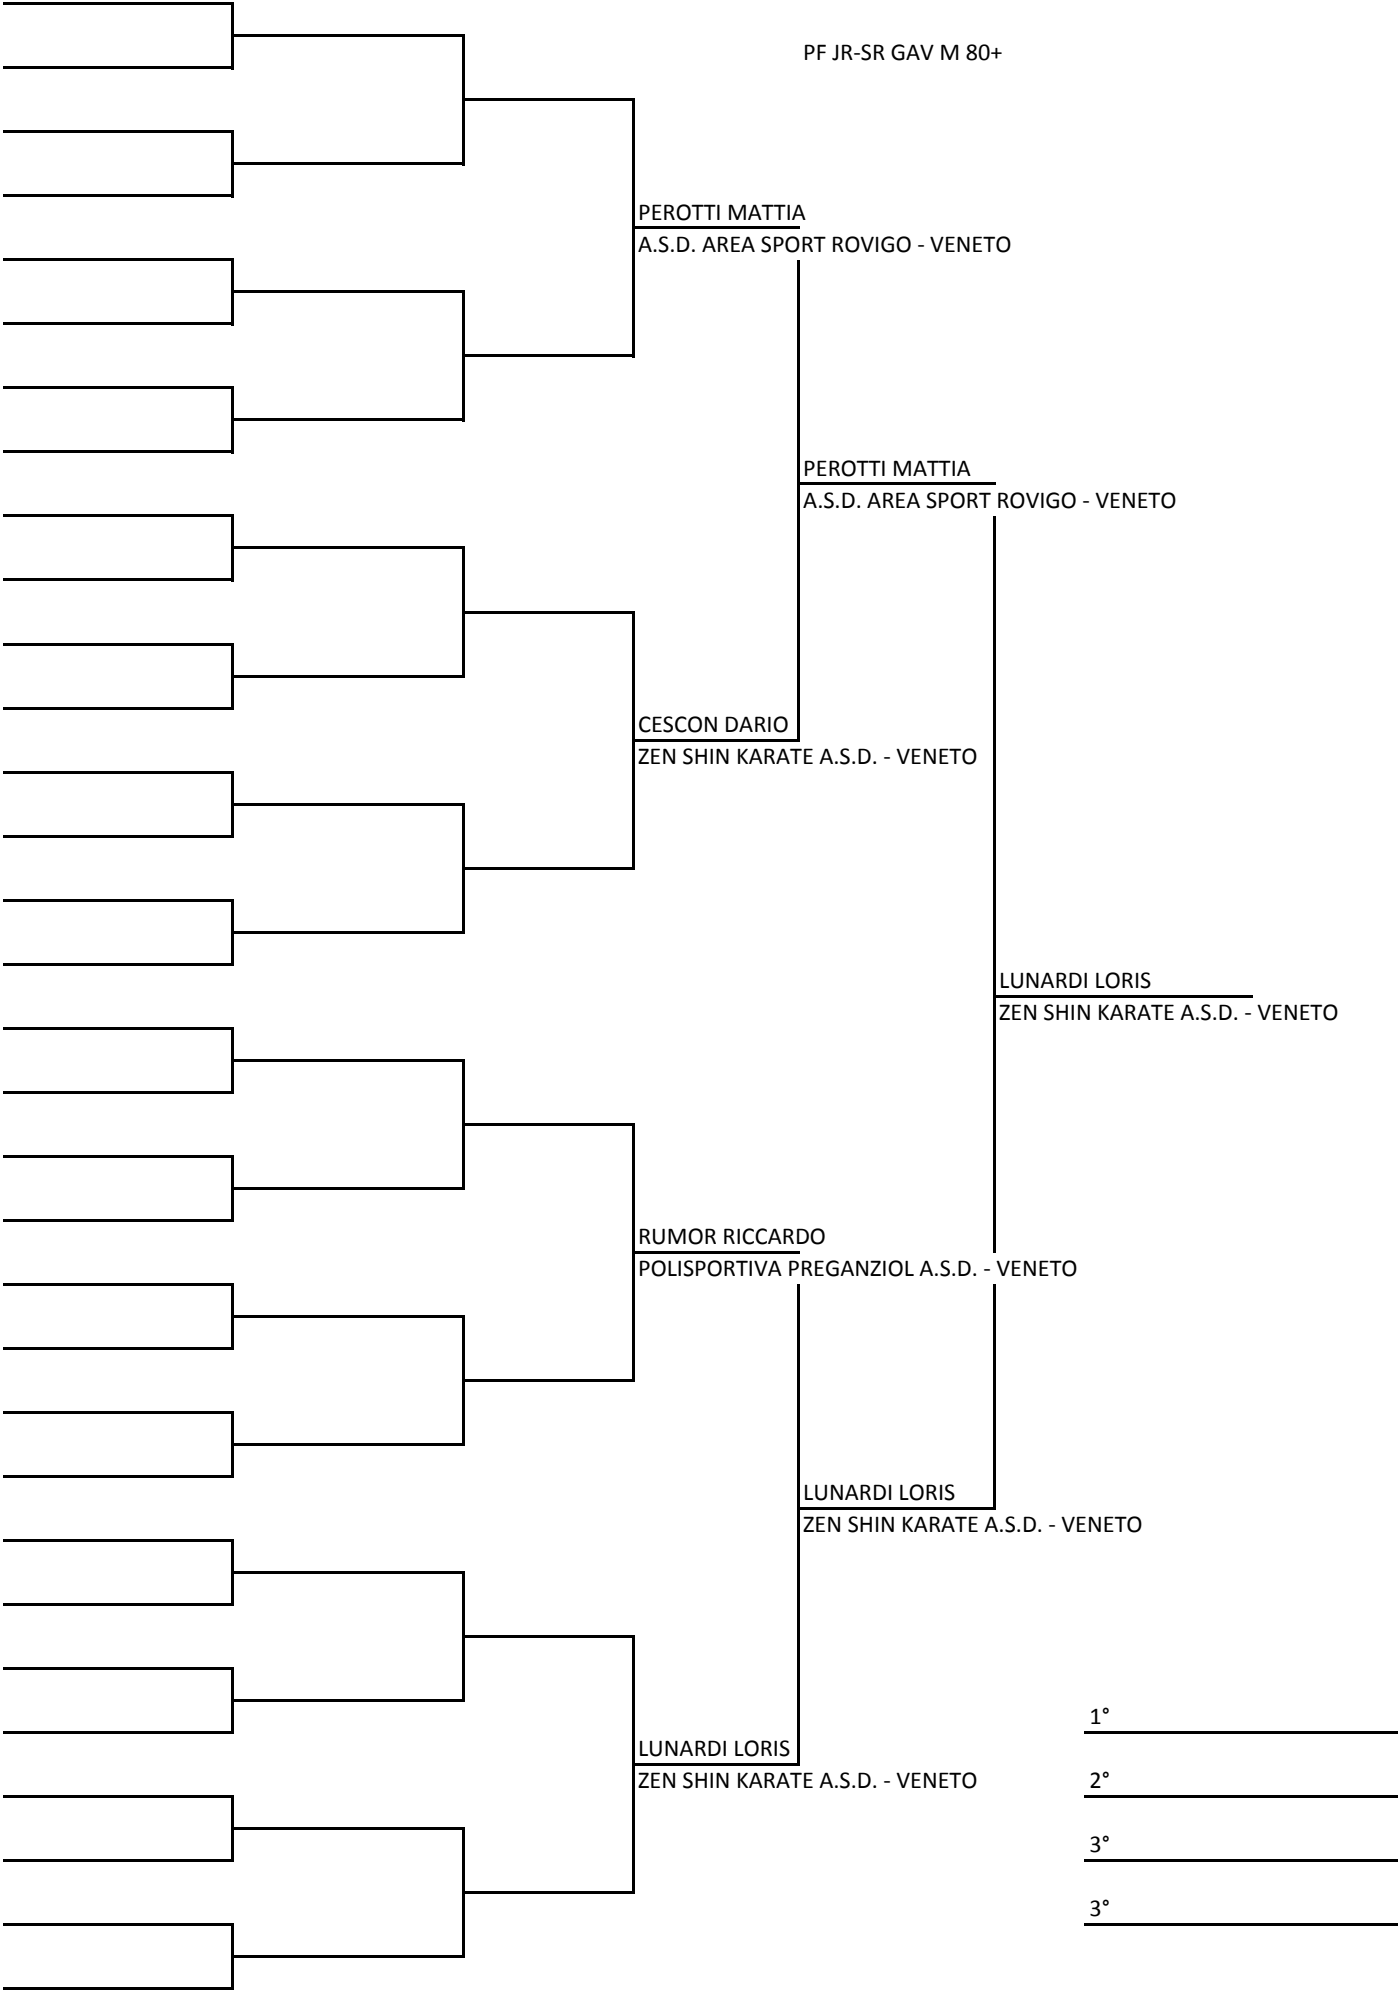 PF JR-SR GAV M 80+
PEROTTI MATTIA
A.S.D. AREA SPORT ROVIGO - VENETO
PEROTTI MATTIA
A.S.D. AREA SPORT ROVIGO - VENETO
CESCON DARIO
ZEN SHIN KARATE A.S.D. - VENETO
LUNARDI LORIS
ZEN SHIN KARATE A.S.D. - VENETO
RUMOR RICCARDO
POLISPORTIVA PREGANZIOL A.S.D. - VENETO
LUNARDI LORIS
ZEN SHIN KARATE A.S.D. - VENETO
1°
LUNARDI LORIS
ZEN SHIN KARATE A.S.D. - VENETO
2°
3°
3°